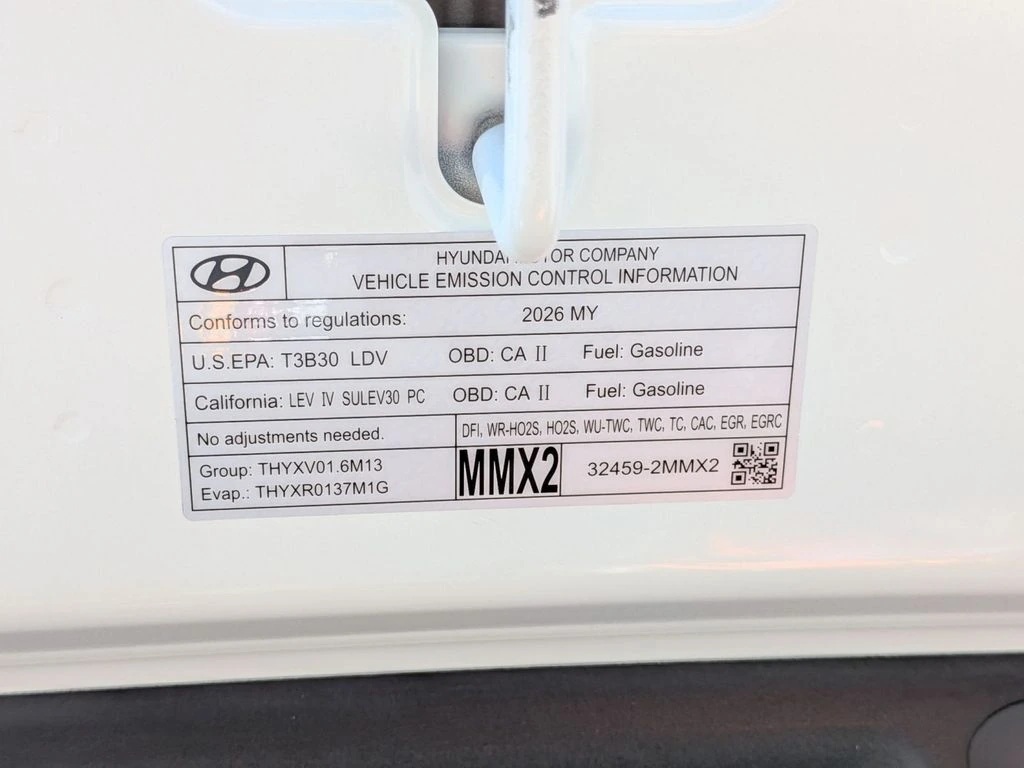 HYUNDAI MOTOR COMPANY
VEHICLE EMISSION CONTROL INFORMATION
Conforms to regulations: 2026 MY
U.S.EPA: T3B30 LDV OBD: CA II Fuel: Gasoline
California: LEV IV SULEV30 PC OBD: CA II Fuel: Gasoline
No adjustments needed. DFI, WR-HO2S, HO2S, WU-TWC, TWC, TC, CAC, EGR, EGRC
Group: THYXV01.6M13
Evap.: THYXR0137M1G
MMX2 32459-2MMX2